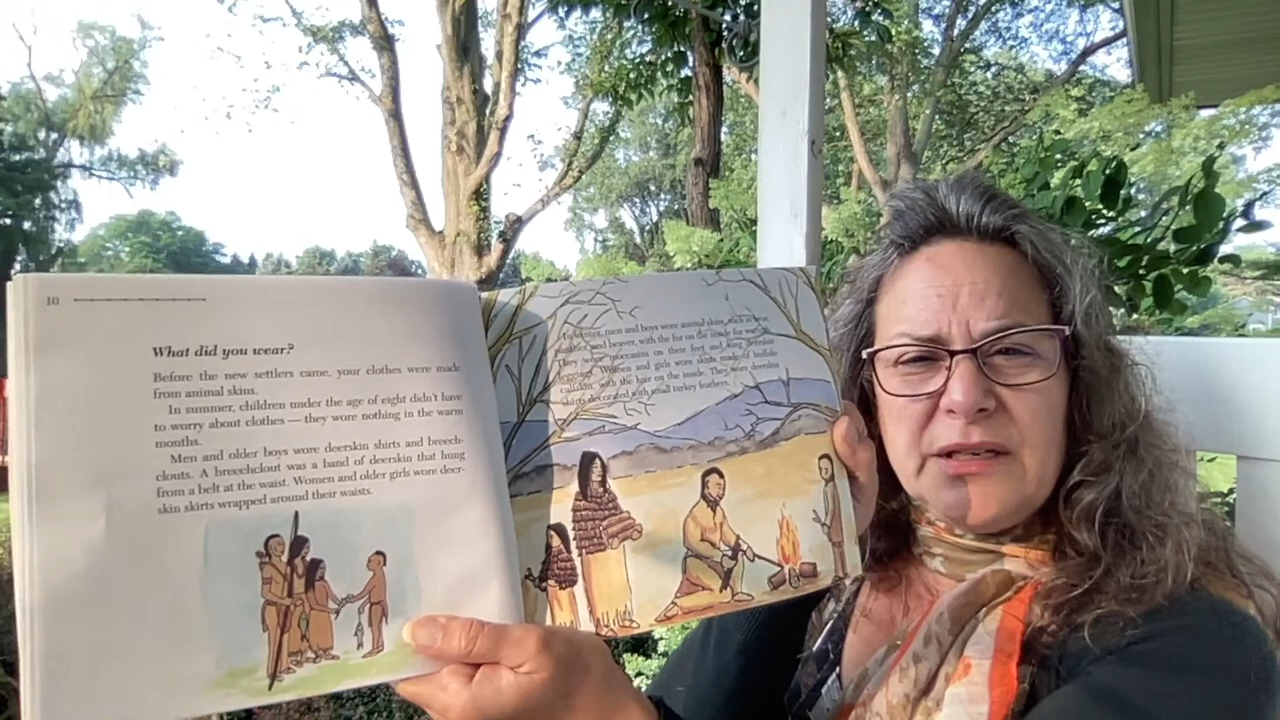 10
What did you wear?
Before the new settlers came, your clothes were made
from animal skins.
In summer, children under the age of eight didn't have
to worry about clothes — they wore nothing in the warm
months.
Men and older boys wore deerskin shirts and breech-
clouts. A breechclout was a band of deerskin that hung
from a belt at the waist. Women and older girls wore deer-
skin skirts wrapped around their waists.
In winter, men and boys wore animal skins, such as bear,
panther and beaver, with the fur on the inside for warmth.
They wore moccasins on their feet and long deerskin
leggings. Women and girls wore skirts made of buffalo
calfskin, with the hair on the inside. They wore deerskin
shirts decorated with small turkey feathers.